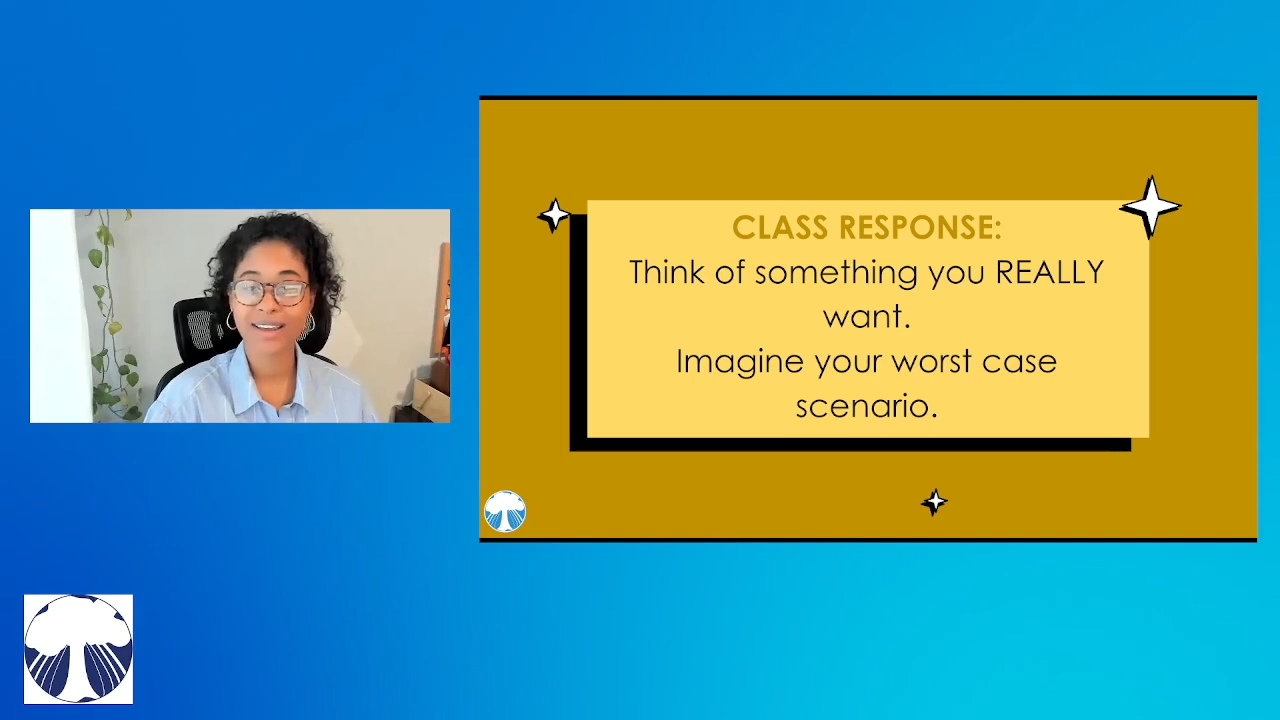 CLASS RESPONSE:
Think of something you REALLY
want.
Imagine your worst case
scenario.